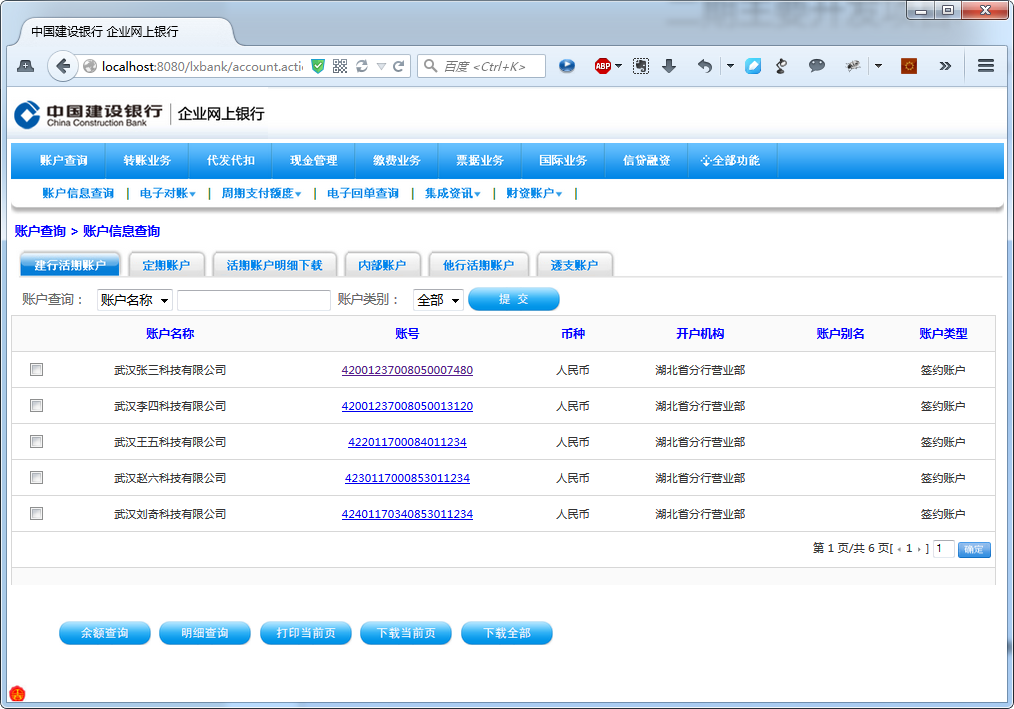 二期主要开发
中国建设银行 企业网上银行
localhost:8080/lxbank/account.acti
百度 <Ctrl+K>
ABP
中国建设银行 企业网上银行
China Construction Bank
账户查询 转账业务 代发代扣 现金管理 缴费业务 票据业务 国际业务 信贷融资 全部功能
账户信息查询 | 电子对账 | 周期支付额度 | 电子回单查询 | 集成资讯 | 财资账户 |
账户查询 > 账户信息查询
建行活期账户 定期账户 活期账户明细下载 内部账户 他行活期账户 透支账户
账户查询： 账户名称 账户类别： 全部 提 交
账户名称 账号 币种 开户机构 账户别名 账户类型
武汉张三科技有限公司 42001237008050007480 人民币 湖北省分行营业部 签约账户
武汉李四科技有限公司 42001237008050013120 人民币 湖北省分行营业部 签约账户
武汉王五科技有限公司 422011700084011234 人民币 湖北省分行营业部 签约账户
武汉赵六科技有限公司 4230117000853011234 人民币 湖北省分行营业部 签约账户
武汉刘奇科技有限公司 42401170340853011234 人民币 湖北省分行营业部 签约账户
第 1 页/共 6 页[ 1 ] 1 确定
余额查询 明细查询 打印当前页 下载当前页 下载全部